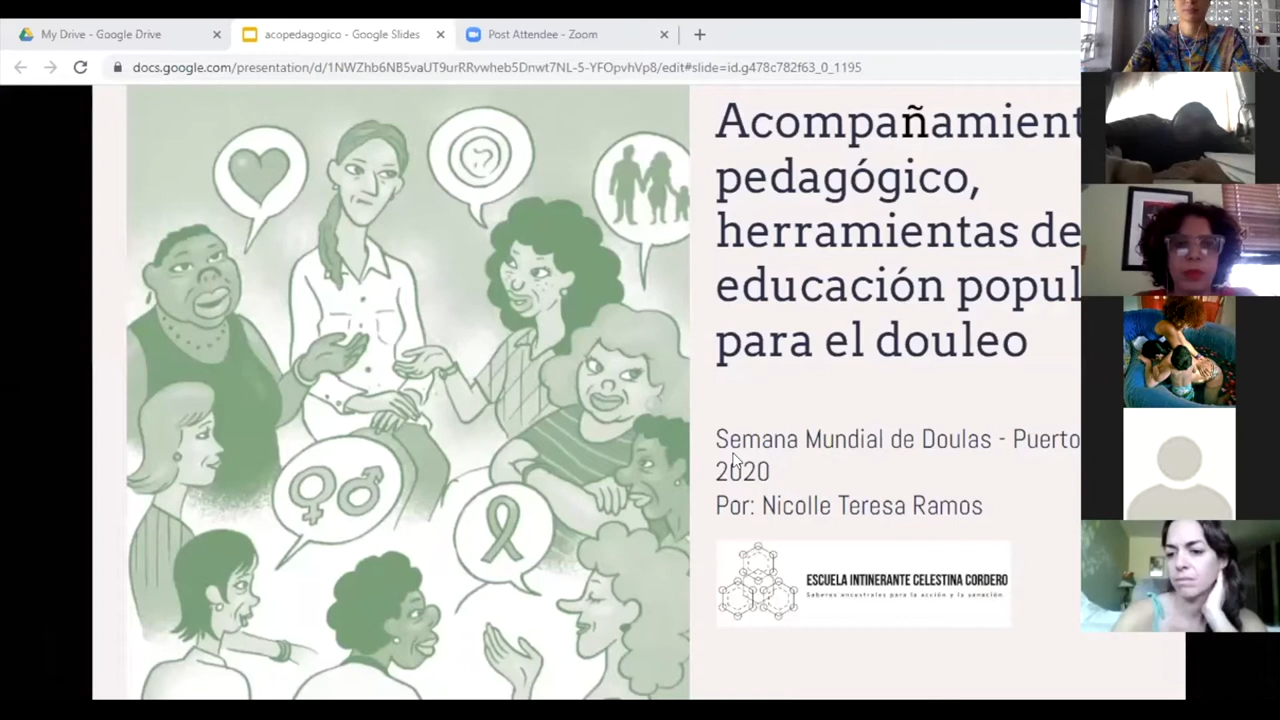 My Drive - Google Drive
acopedagogico - Google Slides
Post Attendee - Zoom
docs.google.com/presentation/d/1NWZhb6NB5vaUT9urRRvwheb5Dnwt7NL-5-YFOpvhVp8/edit#slide=id.g478c782f63_0_1195
Acompañamient
pedagógico,
herramientas de
educación popul
para el douleo
Semana Mundial de Doulas - Puerto
2020
Por: Nicolle Teresa Ramos
ESCUELA INTINERANTE CELESTINA CORDERO
Saberes ancestrales para la acción y la sanación